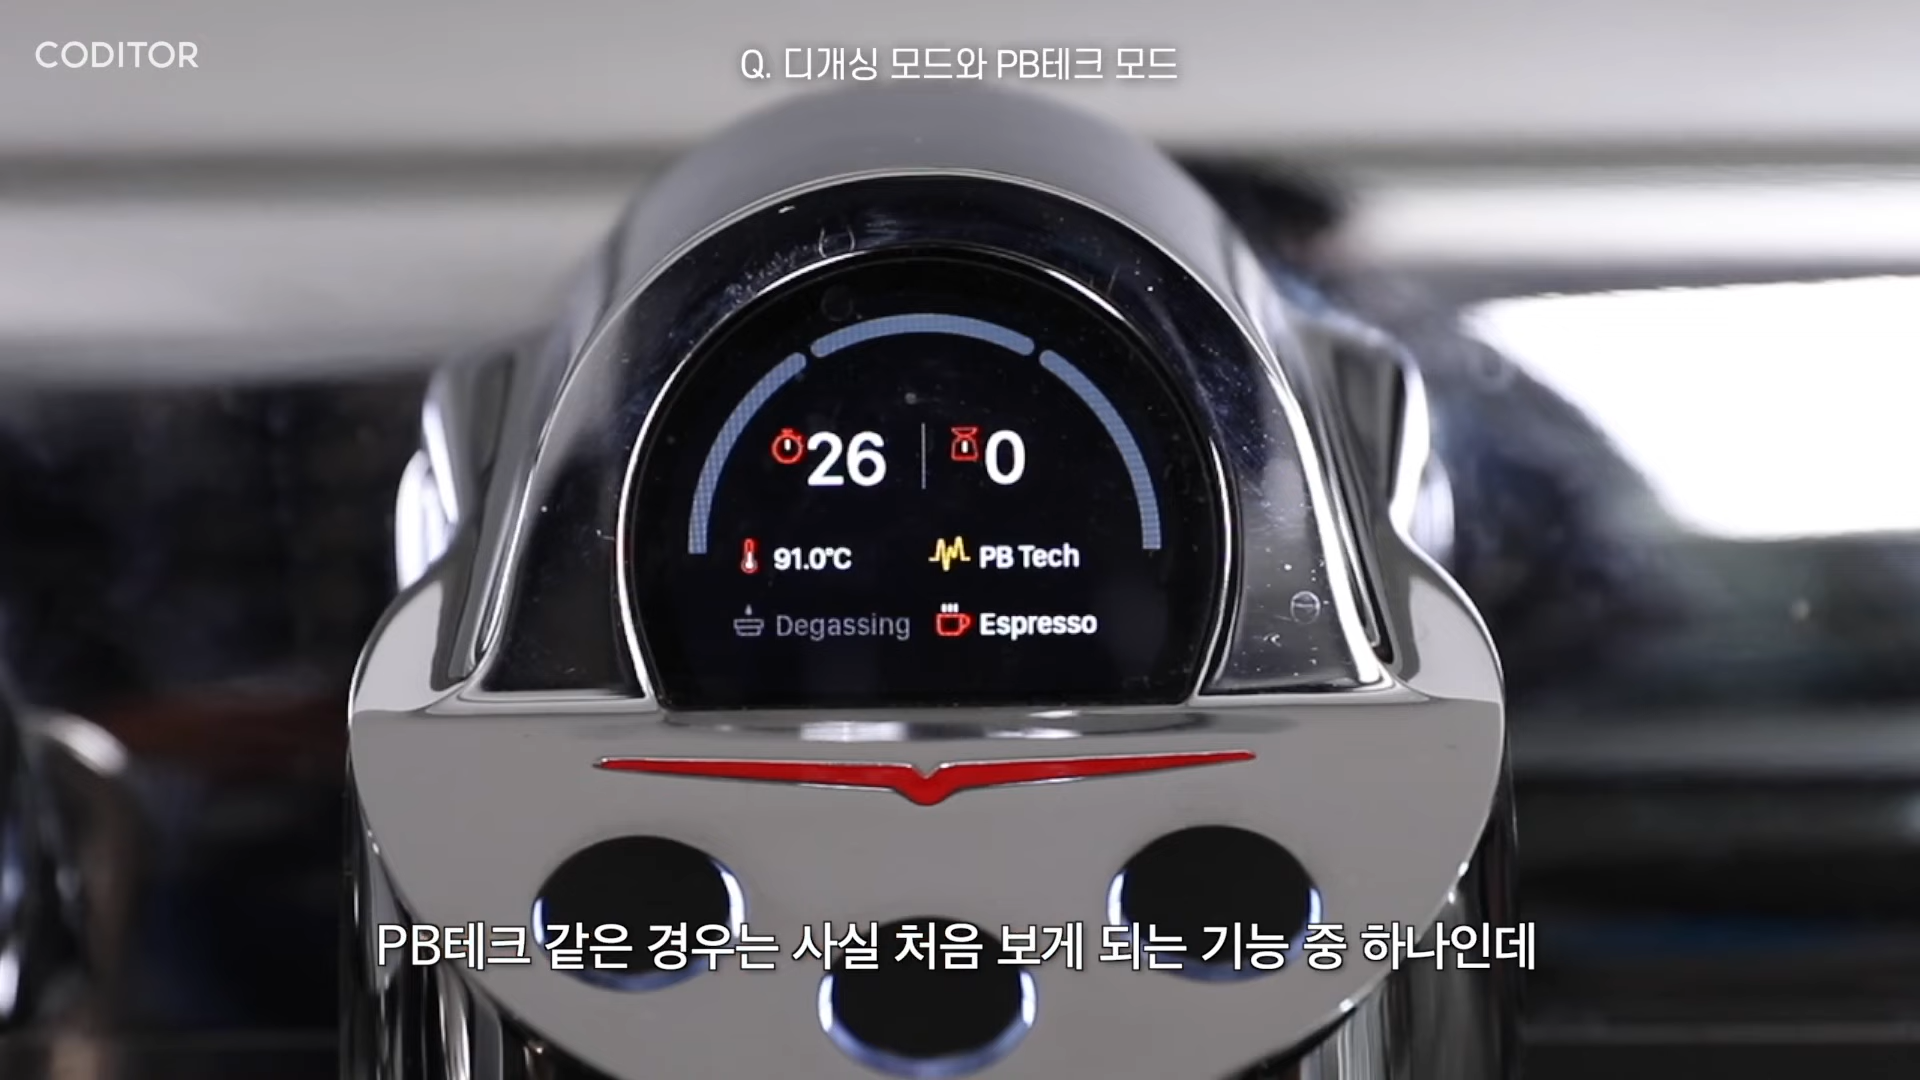 CODITOR
Q. 디개싱 모드와 PB테크 모드
26 0
91.0°C PB Tech
Degassing Espresso
PB테크 같은 경우는 사실 처음 보게 되는 기능 중 하나인데